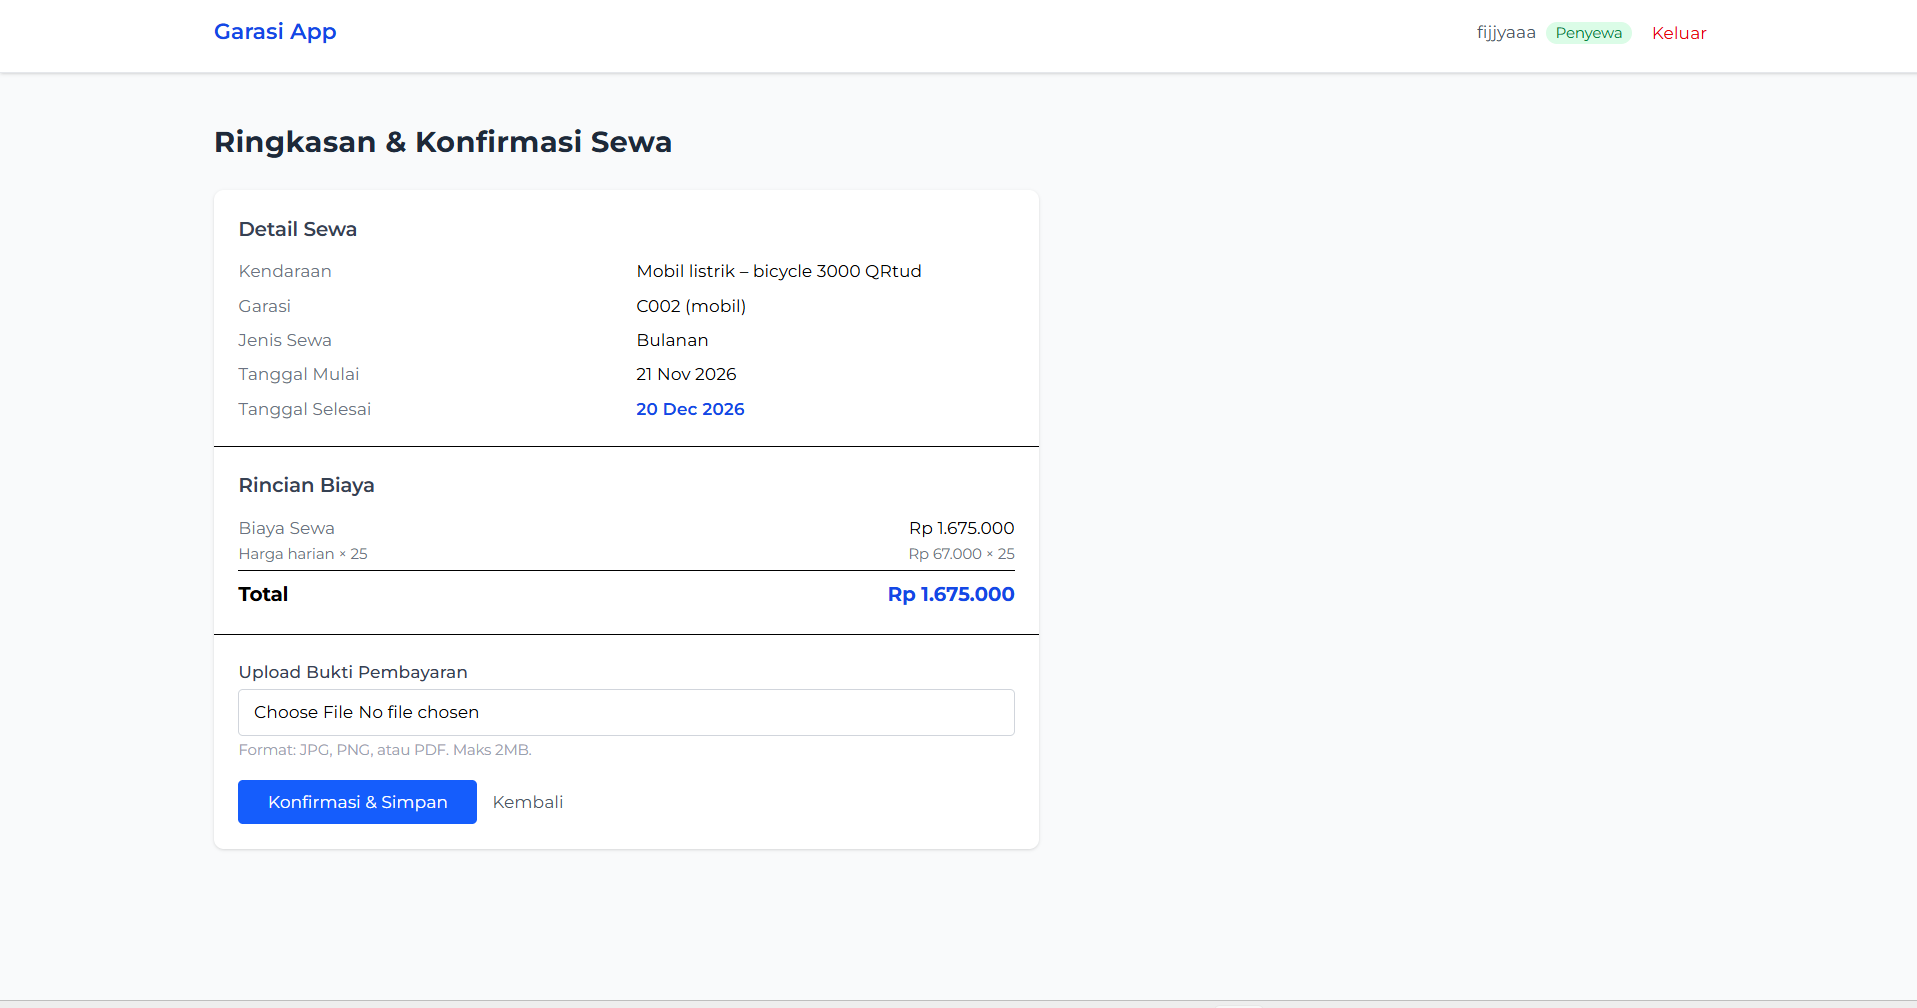 Garasi App
fijjyaaa Penyewa Keluar
Ringkasan & Konfirmasi Sewa
Detail Sewa
Kendaraan Mobil listrik – bicycle 3000 QRtud
Garasi C002 (mobil)
Jenis Sewa Bulanan
Tanggal Mulai 21 Nov 2026
Tanggal Selesai 20 Dec 2026
Rincian Biaya
Biaya Sewa Rp 1.675.000
Harga harian × 25 Rp 67.000 × 25
Total Rp 1.675.000
Upload Bukti Pembayaran
Choose File No file chosen
Format: JPG, PNG, atau PDF. Maks 2MB.
Konfirmasi & Simpan Kembali